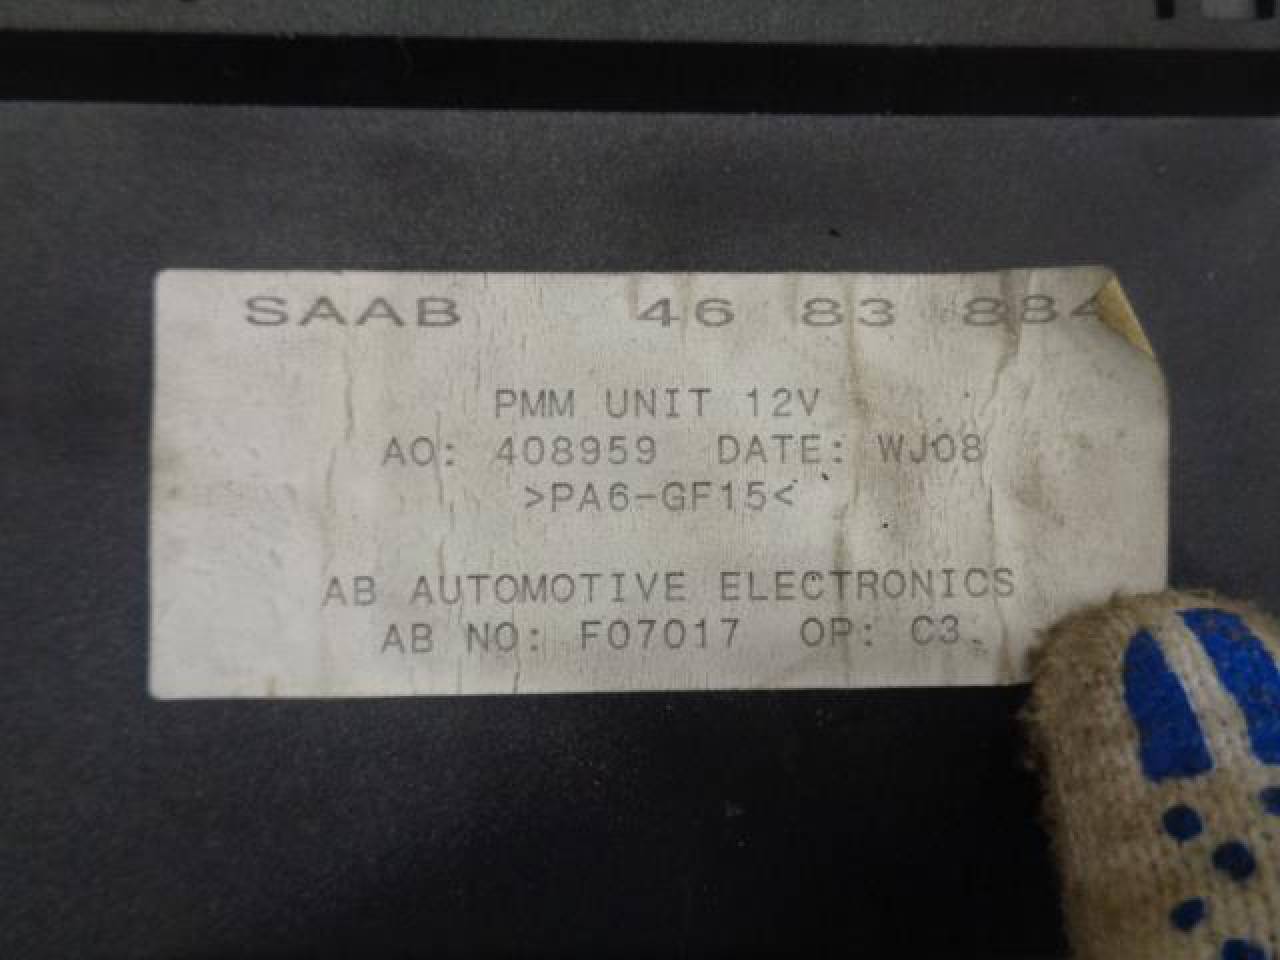 SAAB 46 83 884
PMM UNIT 12V
AO: 408959 DATE: WJ08
>PA6-GF15<
AB AUTOMOTIVE ELECTRONICS
AB NO: F07017 OP: C3